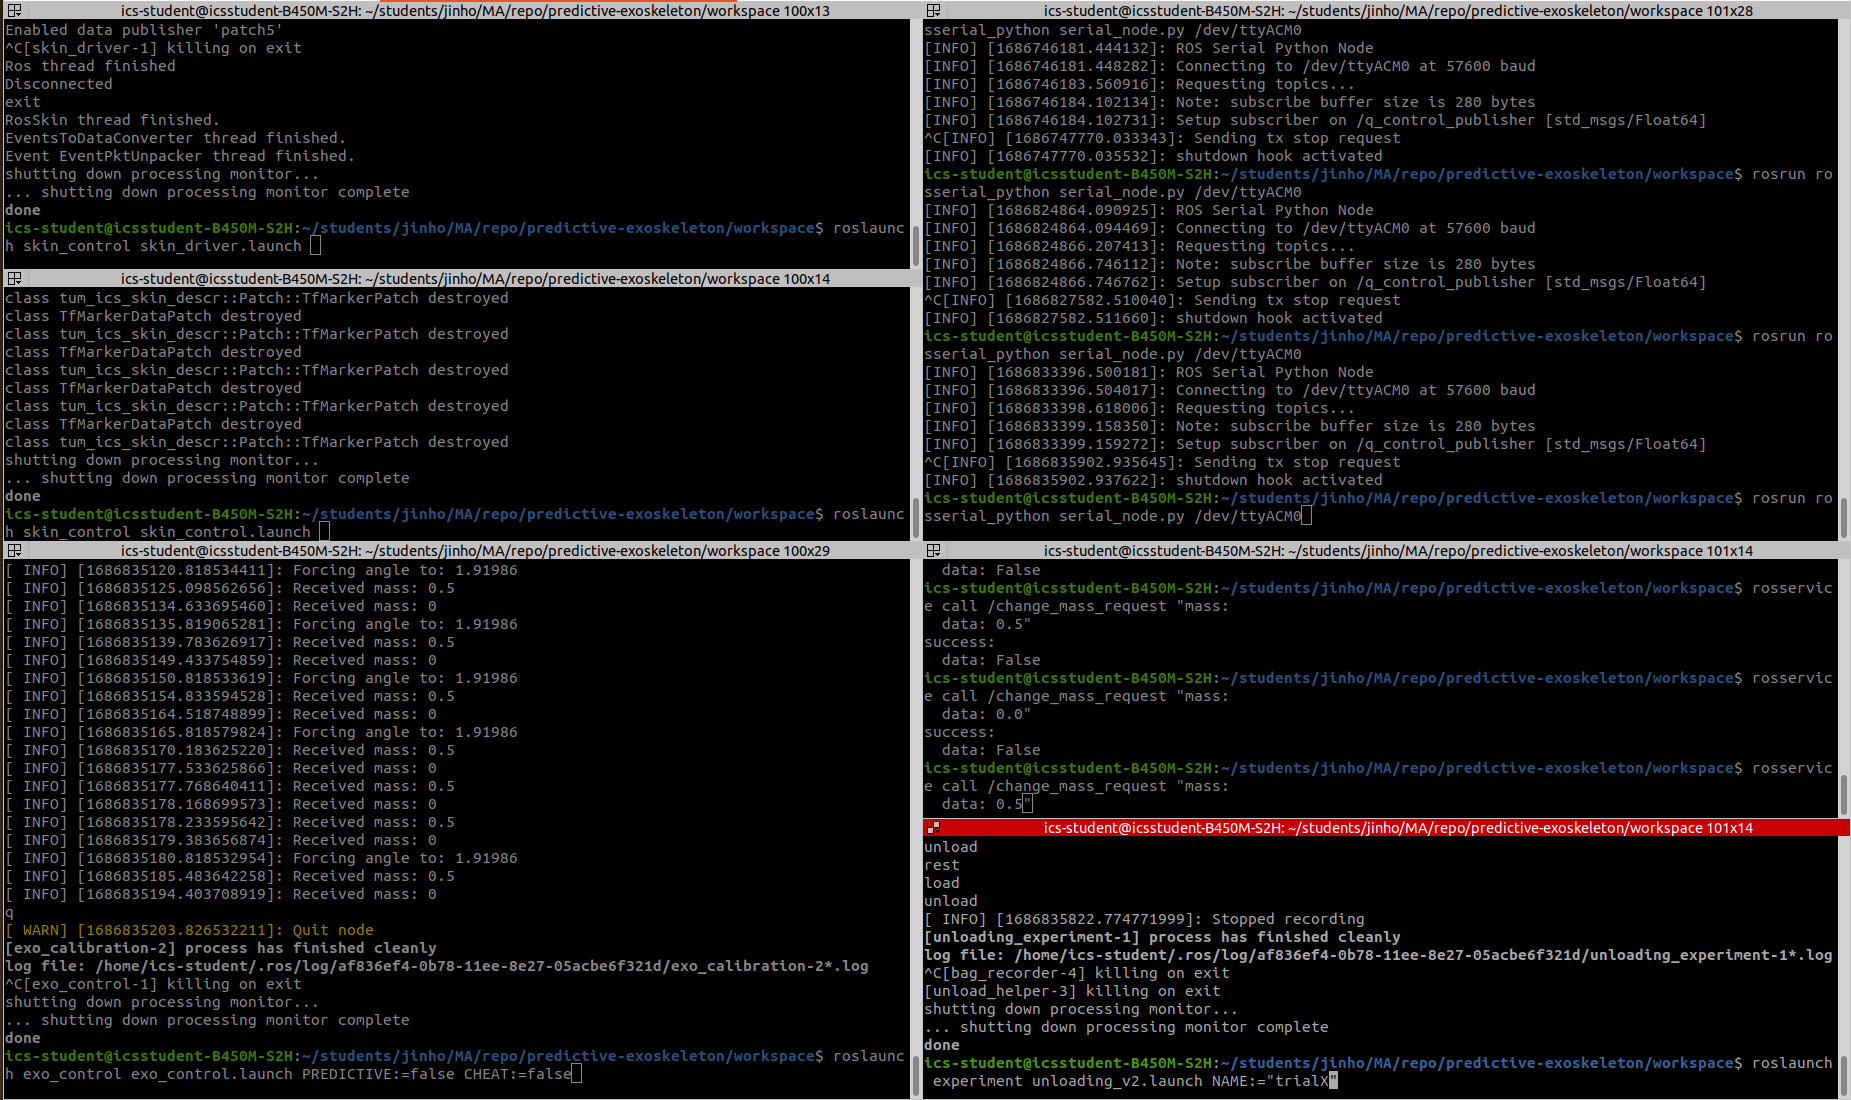 ics-student@icsstudent-B450M-S2H: ~/students/jinho/MA/repo/predictive-exoskeleton/workspace 100x13
Enabled data publisher 'patch5'
^C[skin_driver-1] killing on exit
Ros thread finished
Disconnected
exit
RosSkin thread finished.
EventsToDataConverter thread finished.
Event EventPktUnpacker thread finished.
shutting down processing monitor...
... shutting down processing monitor complete
done
ics-student@icsstudent-B450M-S2H:~/students/jinho/MA/repo/predictive-exoskeleton/workspace$ roslaunc
h skin_control skin_driver.launch
ics-student@icsstudent-B450M-S2H: ~/students/jinho/MA/repo/predictive-exoskeleton/workspace 100x14
class tum_ics_skin_descr::Patch::TfMarkerPatch destroyed
class TfMarkerDataPatch destroyed
class tum_ics_skin_descr::Patch::TfMarkerPatch destroyed
class TfMarkerDataPatch destroyed
class tum_ics_skin_descr::Patch::TfMarkerPatch destroyed
class TfMarkerDataPatch destroyed
class tum_ics_skin_descr::Patch::TfMarkerPatch destroyed
class TfMarkerDataPatch destroyed
class tum_ics_skin_descr::Patch::TfMarkerPatch destroyed
shutting down processing monitor...
... shutting down processing monitor complete
done
ics-student@icsstudent-B450M-S2H:~/students/jinho/MA/repo/predictive-exoskeleton/workspace$ roslaunc
h skin_control skin_control.launch
ics-student@icsstudent-B450M-S2H: ~/students/jinho/MA/repo/predictive-exoskeleton/workspace 100x29
[ INFO] [1686835120.818534411]: Forcing angle to: 1.91986
[ INFO] [1686835125.098562656]: Received mass: 0.5
[ INFO] [1686835134.633695460]: Received mass: 0
[ INFO] [1686835135.819065281]: Forcing angle to: 1.91986
[ INFO] [1686835139.783626917]: Received mass: 0.5
[ INFO] [1686835149.433754859]: Received mass: 0
[ INFO] [1686835150.818533619]: Forcing angle to: 1.91986
[ INFO] [1686835154.833594528]: Received mass: 0.5
[ INFO] [1686835164.518748899]: Received mass: 0
[ INFO] [1686835165.818579824]: Forcing angle to: 1.91986
[ INFO] [1686835170.183625220]: Received mass: 0.5
[ INFO] [1686835177.533625866]: Received mass: 0
[ INFO] [1686835177.768640411]: Received mass: 0.5
[ INFO] [1686835178.168699573]: Received mass: 0
[ INFO] [1686835178.233595642]: Received mass: 0.5
[ INFO] [1686835179.383656874]: Received mass: 0
[ INFO] [1686835180.818532954]: Forcing angle to: 1.91986
[ INFO] [1686835185.483642258]: Received mass: 0.5
[ INFO] [1686835194.403708919]: Received mass: 0
q
[ WARN] [1686835203.826532211]: Quit node
[exo_calibration-2] process has finished cleanly
log file: /home/ics-student/.ros/log/af836ef4-0b78-11ee-8e27-05acbe6f321d/exo_calibration-2*.log
^C[exo_control-1] killing on exit
shutting down processing monitor...
... shutting down processing monitor complete
done
ics-student@icsstudent-B450M-S2H:~/students/jinho/MA/repo/predictive-exoskeleton/workspace$ roslaunc
h exo_control exo_control.launch PREDICTIVE:=false CHEAT:=false
ics-student@icsstudent-B450M-S2H: ~/students/jinho/MA/repo/predictive-exoskeleton/workspace 101x28
sserial_python serial_node.py /dev/ttyACM0
[INFO] [1686746181.444132]: ROS Serial Python Node
[INFO] [1686746181.448282]: Connecting to /dev/ttyACM0 at 57600 baud
[INFO] [1686746183.560916]: Requesting topics...
[INFO] [1686746184.102134]: Note: subscribe buffer size is 280 bytes
[INFO] [1686746184.102731]: Setup subscriber on /q_control_publisher [std_msgs/Float64]
^C[INFO] [1686747770.033343]: Sending tx stop request
[INFO] [1686747770.035532]: shutdown hook activated
ics-student@icsstudent-B450M-S2H:~/students/jinho/MA/repo/predictive-exoskeleton/workspace$ rosrun ro
sserial_python serial_node.py /dev/ttyACM0
[INFO] [1686824864.090925]: ROS Serial Python Node
[INFO] [1686824864.094469]: Connecting to /dev/ttyACM0 at 57600 baud
[INFO] [1686824866.207413]: Requesting topics...
[INFO] [1686824866.746112]: Note: subscribe buffer size is 280 bytes
[INFO] [1686824866.746762]: Setup subscriber on /q_control_publisher [std_msgs/Float64]
^C[INFO] [1686827582.510040]: Sending tx stop request
[INFO] [1686827582.511660]: shutdown hook activated
ics-student@icsstudent-B450M-S2H:~/students/jinho/MA/repo/predictive-exoskeleton/workspace$ rosrun ro
sserial_python serial_node.py /dev/ttyACM0
[INFO] [1686833396.500181]: ROS Serial Python Node
[INFO] [1686833396.504017]: Connecting to /dev/ttyACM0 at 57600 baud
[INFO] [1686833398.618006]: Requesting topics...
[INFO] [1686833399.158350]: Note: subscribe buffer size is 280 bytes
[INFO] [1686833399.159272]: Setup subscriber on /q_control_publisher [std_msgs/Float64]
^C[INFO] [1686835902.935645]: Sending tx stop request
[INFO] [1686835902.937622]: shutdown hook activated
ics-student@icsstudent-B450M-S2H:~/students/jinho/MA/repo/predictive-exoskeleton/workspace$ rosrun ro
sserial_python serial_node.py /dev/ttyACM0
ics-student@icsstudent-B450M-S2H: ~/students/jinho/MA/repo/predictive-exoskeleton/workspace 101x14
data: False
ics-student@icsstudent-B450M-S2H:~/students/jinho/MA/repo/predictive-exoskeleton/workspace$ rosservic
e call /change_mass_request "mass:
data: 0.5"
success:
data: False
ics-student@icsstudent-B450M-S2H:~/students/jinho/MA/repo/predictive-exoskeleton/workspace$ rosservic
e call /change_mass_request "mass:
data: 0.0"
success:
data: False
ics-student@icsstudent-B450M-S2H:~/students/jinho/MA/repo/predictive-exoskeleton/workspace$ rosservic
e call /change_mass_request "mass:
data: 0.5"
ics-student@icsstudent-B450M-S2H: ~/students/jinho/MA/repo/predictive-exoskeleton/workspace 101x14
unload
rest
load
unload
[ INFO] [1686835822.774771999]: Stopped recording
[unloading_experiment-1] process has finished cleanly
log file: /home/ics-student/.ros/log/af836ef4-0b78-11ee-8e27-05acbe6f321d/unloading_experiment-1*.log
^C[bag_recorder-4] killing on exit
[unload_helper-3] killing on exit
shutting down processing monitor...
... shutting down processing monitor complete
done
ics-student@icsstudent-B450M-S2H:~/students/jinho/MA/repo/predictive-exoskeleton/workspace$ roslaunch
experiment unloading_v2.launch NAME:="trialX"